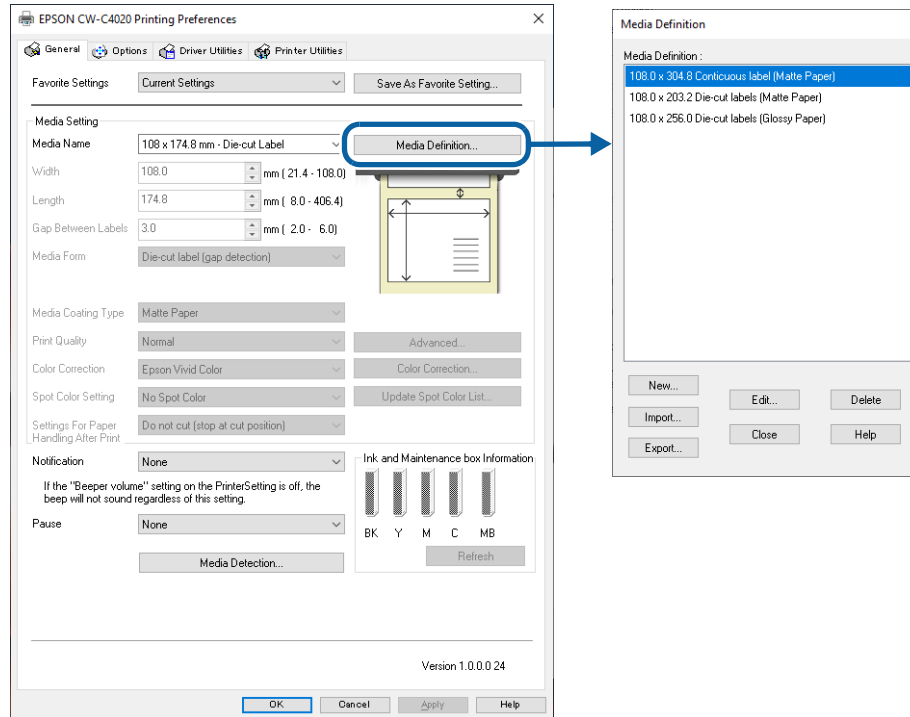 EPSON CW-C4020 Printing Preferences
General
Options
Driver Utilities
Printer Utilities
Favorite Settings
Current Settings
Save As Favorite Setting...
Media Setting
Media Name
108 x 174.8 mm - Die-cut Label
Media Definition...
Width
108.0
mm ( 21.4 - 108.0)
Length
174.8
mm ( 8.0 - 406.4)
Gap Between Labels
3.0
mm ( 2.0 - 6.0)
Media Form
Die-cut label (gap detection)
Media Coating Type
Matte Paper
Print Quality
Normal
Advanced...
Color Correction
Epson Vivid Color
Color Correction...
Spot Color Setting
No Spot Color
Update Spot Color List...
Settings For Paper
Handling After Print
Do not cut (stop at cut position)
Notification
None
If the "Beeper volume" setting on the PrinterSetting is off, the
beep will not sound regardless of this setting.
Pause
None
Media Detection...
Ink and Maintenance box Information
BK Y M C MB
Refresh
Version 1.0.0.0 24
OK
Cancel
Apply
Help
Media Definition
Media Definition :
108.0 x 304.8 Conticuous label (Matte Paper)
108.0 x 203.2 Die-cut labels (Matte Paper)
108.0 x 256.0 Die-cut labels (Glossy Paper)
New...
Edit...
Delete
Import...
Close
Help
Export...